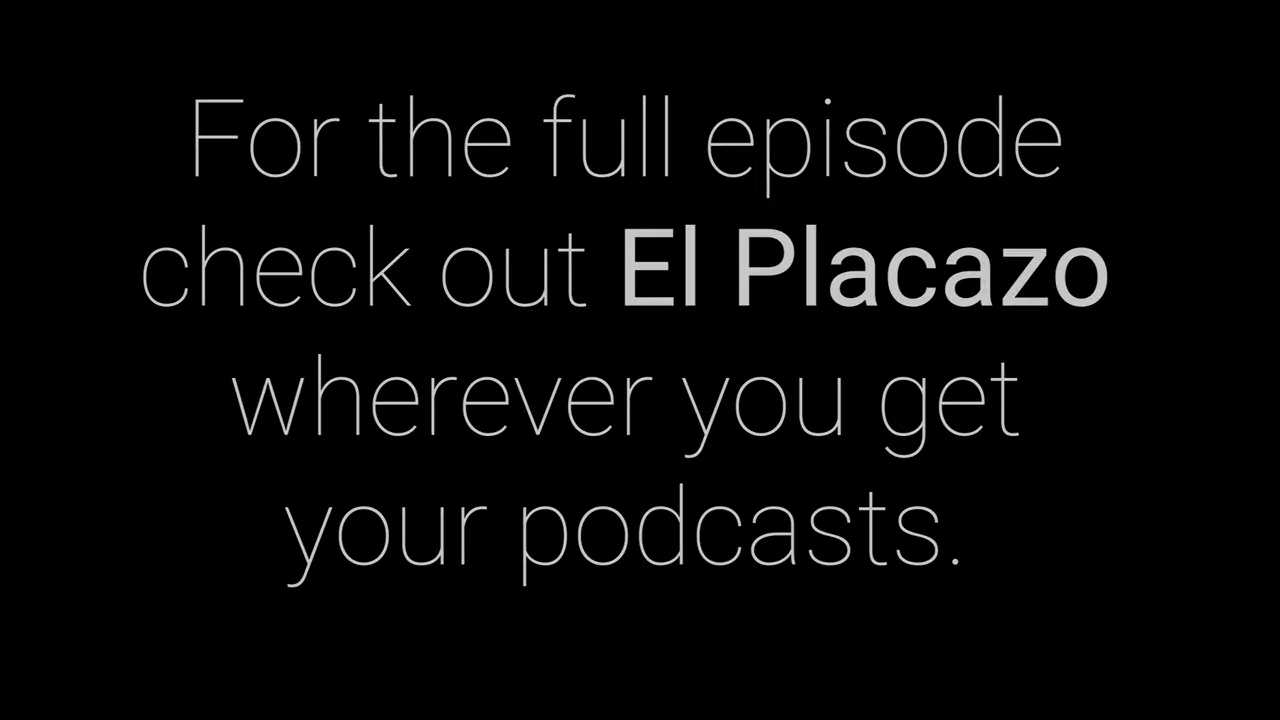 For the full episode
check out El Placazo
wherever you get
your podcasts.